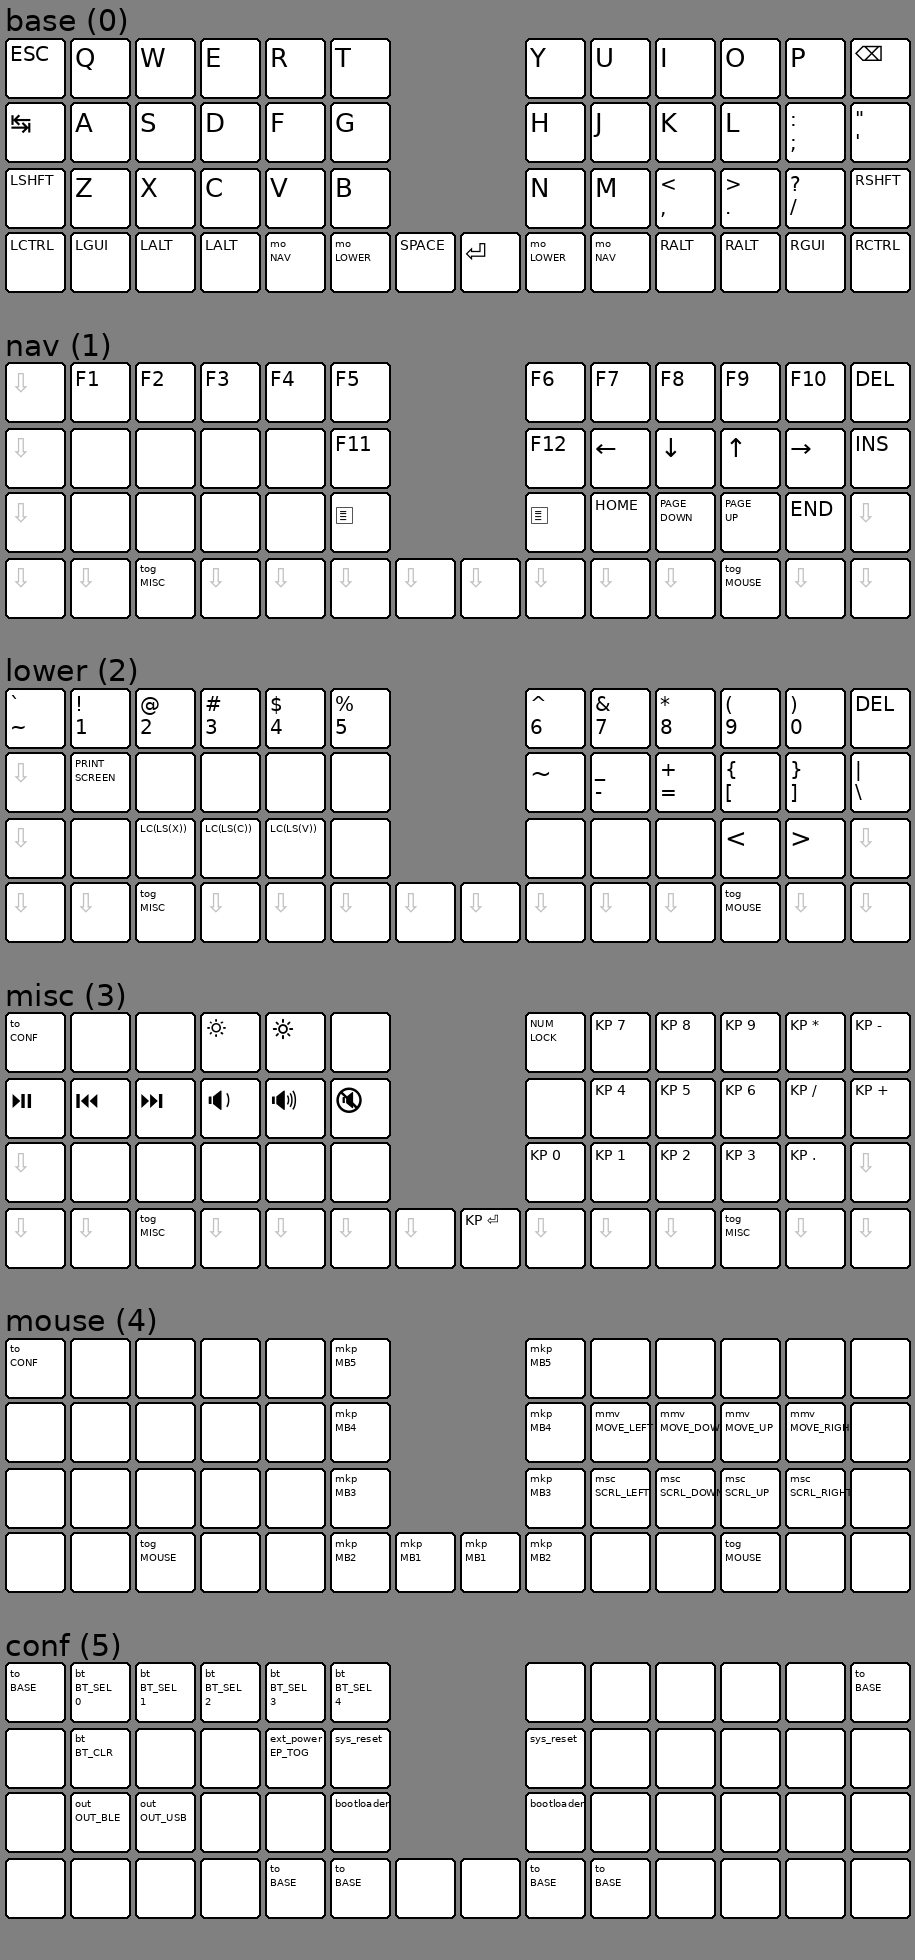 base (0)
ESC Q W E R T Y U I O P ⌫
↹ A S D F G H J K L : "
; '
LSHFT Z X C V B N M < > ? RSHFT
, . /
LCTRL LGUI LALT LALT mo mo SPACE ⏎ mo mo RALT RALT RGUI RCTRL
NAV LOWER LOWER NAV
nav (1)
⇩ F1 F2 F3 F4 F5 F6 F7 F8 F9 F10 DEL
⇩ F11 F12 ← ↓ ↑ → INS
⇩ HOME PAGE PAGE END ⇩
DOWN UP
⇩ ⇩ tog ⇩ ⇩ ⇩ ⇩ ⇩ ⇩ ⇩ ⇩ tog ⇩ ⇩
MISC MOUSE
lower (2)
` ! @ # $ % ^ & * ( ) DEL
~ 1 2 3 4 5 6 7 8 9 0
⇩ PRINT ~ _ + { } |
SCREEN - = [ ] \
⇩ LC(LS(X)) LC(LS(C)) LC(LS(V)) < > ⇩
⇩ ⇩ tog ⇩ ⇩ ⇩ ⇩ ⇩ ⇩ ⇩ ⇩ tog ⇩ ⇩
MISC MOUSE
misc (3)
to NUM KP 7 KP 8 KP 9 KP * KP -
CONF LOCK
KP 4 KP 5 KP 6 KP / KP +
⇩ KP 0 KP 1 KP 2 KP 3 KP . ⇩
⇩ ⇩ tog ⇩ ⇩ ⇩ ⇩ KP ⏎ ⇩ ⇩ ⇩ tog ⇩ ⇩
MISC MISC
mouse (4)
to mkp mkp
CONF MB5 MB5
mkp mkp mmv mmv mmv mmv
MB4 MB4 MOVE_LEFT MOVE_DOW MOVE_UP MOVE_RIGH
mkp mkp msc msc msc msc
MB3 MB3 SCRL_LEFT SCRL_DOWN SCRL_UP SCRL_RIGHT
tog mkp mkp mkp mkp tog
MOUSE MB2 MB1 MB1 MB2 MOUSE
conf (5)
to bt bt bt bt bt to
BASE BT_SEL BT_SEL BT_SEL BT_SEL BT_SEL BASE
0 1 2 3 4
bt ext_power sys_reset sys_reset
BT_CLR EP_TOG
out out bootloader bootloader
OUT_BLE OUT_USB
to to to to
BASE BASE BASE BASE